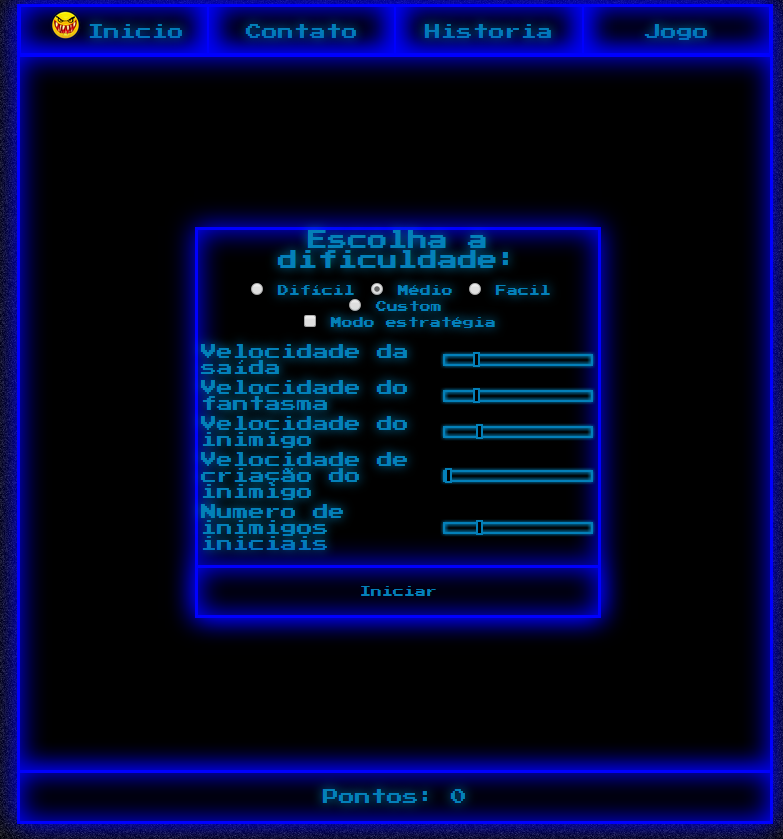 Inicio Contato Historia Jogo
Escolha a
dificuldade:
Difícil Médio Facil
Custom
Modo estratégia
Velocidade da
saída
Velocidade do
fantasma
Velocidade do
inimigo
Velocidade de
criação do
inimigo
Numero de
inimigos
iniciais
Iniciar
Pontos: 0